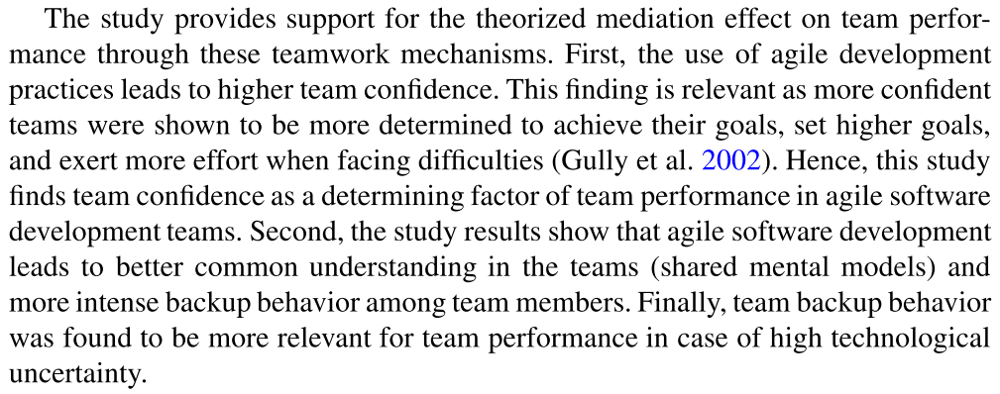 The study provides support for the theorized mediation effect on team perfor-
mance through these teamwork mechanisms. First, the use of agile development
practices leads to higher team confidence. This finding is relevant as more confident
teams were shown to be more determined to achieve their goals, set higher goals,
and exert more effort when facing difficulties (Gully et al. 2002). Hence, this study
finds team confidence as a determining factor of team performance in agile software
development teams. Second, the study results show that agile software development
leads to better common understanding in the teams (shared mental models) and
more intense backup behavior among team members. Finally, team backup behavior
was found to be more relevant for team performance in case of high technological
uncertainty.